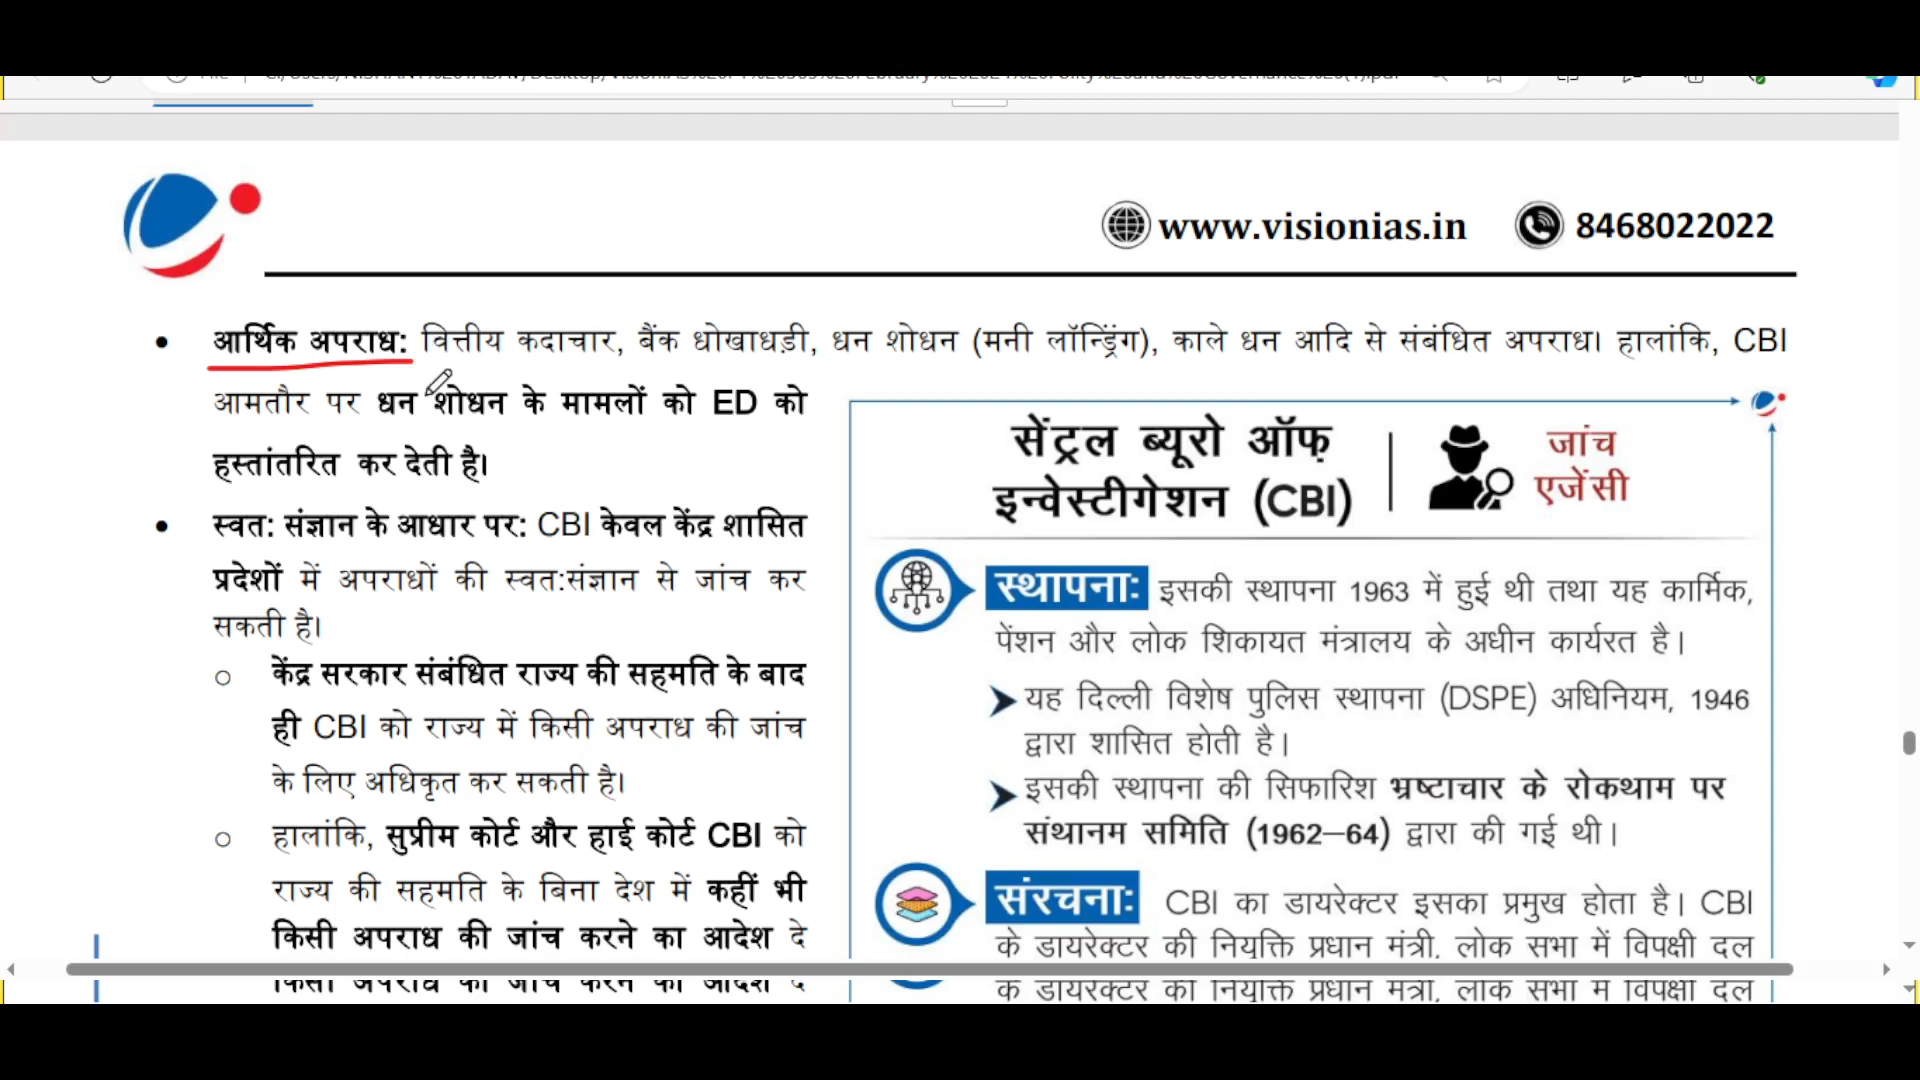 www.visionias.in 8468022022
आर्थिक अपराध: वित्तीय कदाचार, बैंक धोखाधड़ी, धन शोधन (मनी लॉन्ड्रिंग), काले धन आदि से संबंधित अपराध। हालांकि, CBI
आमतौर पर धन शोधन के मामलों को ED को
हस्तांतरित कर देती है।
स्वत: संज्ञान के आधार पर: CBI केवल केंद्र शासित
प्रदेशों में अपराधों की स्वत:संज्ञान से जांच कर
सकती है।
केंद्र सरकार संबंधित राज्य की सहमति के बाद
ही CBI को राज्य में किसी अपराध की जांच
के लिए अधिकृत कर सकती है।
हालांकि, सुप्रीम कोर्ट और हाई कोर्ट CBI को
राज्य की सहमति के बिना देश में कहीं भी
किसी अपराध की जांच करने का आदेश दे
सेंट्रल ब्यूरो ऑफ़
इन्वेस्टीगेशन (CBI)
जांच
एजेंसी
स्थापना: इसकी स्थापना 1963 में हुई थी तथा यह कार्मिक,
पेंशन और लोक शिकायत मंत्रालय के अधीन कार्यरत है।
यह दिल्ली विशेष पुलिस स्थापना (DSPE) अधिनियम, 1946
द्वारा शासित होती है।
इसकी स्थापना की सिफारिश भ्रष्टाचार के रोकथाम पर
संथानम समिति (1962–64) द्वारा की गई थी।
संरचना: CBI का डायरेक्टर इसका प्रमुख होता है। CBI
के डायरेक्टर की नियुक्ति प्रधान मंत्री, लोक सभा में विपक्षी दल